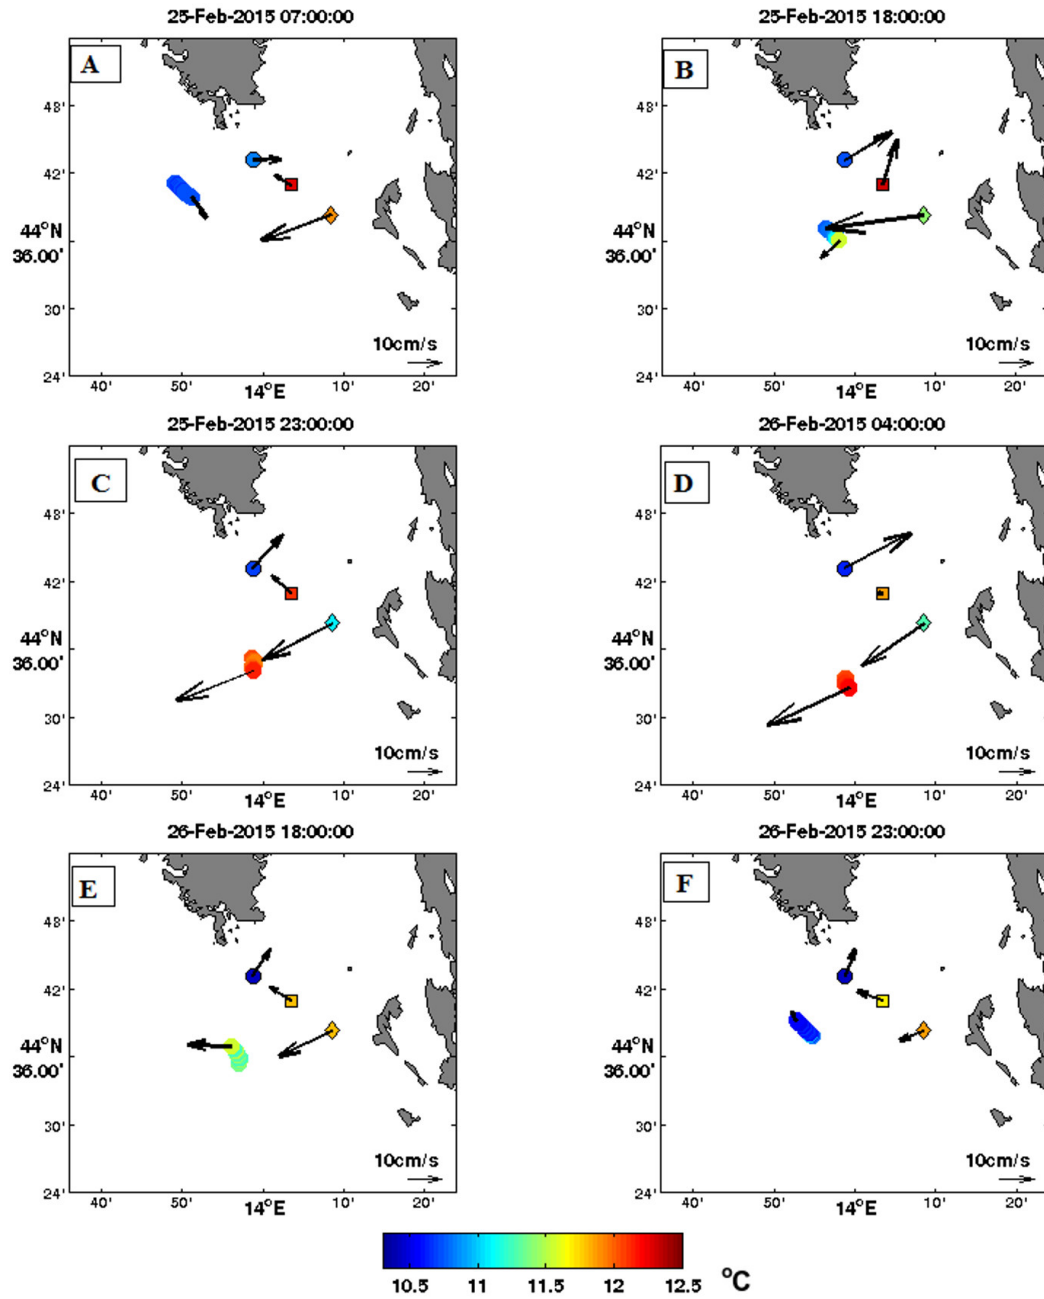 25-Feb-2015 07:00:00
25-Feb-2015 18:00:00
A
B
48'
42'
44°N
36.00'
30'
24'
10cm/s
40' 50' 14°E 10' 20'
48'
42'
44°N
36.00'
30'
24'
10cm/s
40' 50' 14°E 10' 20'
25-Feb-2015 23:00:00
26-Feb-2015 04:00:00
C
D
48'
42'
44°N
36.00'
30'
24'
10cm/s
40' 50' 14°E 10' 20'
48'
42'
44°N
36.00'
30'
24'
10cm/s
40' 50' 14°E 10' 20'
26-Feb-2015 18:00:00
26-Feb-2015 23:00:00
E
F
48'
42'
44°N
36.00'
30'
24'
10cm/s
40' 50' 14°E 10' 20'
48'
42'
44°N
36.00'
30'
24'
10cm/s
40' 50' 14°E 10' 20'
10.5 11 11.5 12 12.5 °C